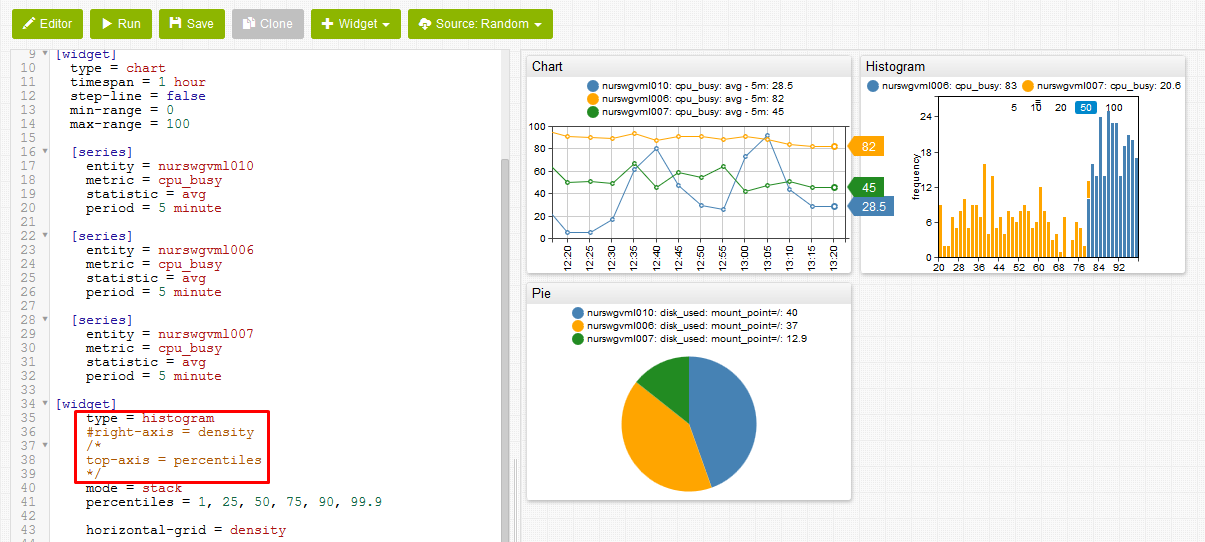 Editor Run Save Clone Widget Source: Random
9 [widget]
10 type = chart
11 timespan = 1 hour
12 step-line = false
13 min-range = 0
14 max-range = 100
15
16 [series]
17 entity = nurswgvml010
18 metric = cpu_busy
19 statistic = avg
20 period = 5 minute
21
22 [series]
23 entity = nurswgvml006
24 metric = cpu_busy
25 statistic = avg
26 period = 5 minute
27
28 [series]
29 entity = nurswgvml007
30 metric = cpu_busy
31 statistic = avg
32 period = 5 minute
33
34 [widget]
35 type = histogram
36 #right-axis = density
37 /*
38 top-axis = percentiles
39 */
40 mode = stack
41 percentiles = 1, 25, 50, 75, 90, 99.9
42
43 horizontal-grid = density
44
Chart
nurswgvml010: cpu_busy: avg - 5m: 28.5
nurswgvml006: cpu_busy: avg - 5m: 82
nurswgvml007: cpu_busy: avg - 5m: 45
100
80
60
40
20
0
82
45
28.5
12:20 12:25 12:30 12:35 12:40 12:45 12:50 12:55 13:00 13:05 13:10 13:15 13:20
Histogram
nurswgvml006: cpu_busy: 83 nurswgvml007: cpu_busy: 20.6
5 10 20 50 100
frequency
24
18
12
6
0
20 28 36 44 52 60 68 76 84 92
Pie
nurswgvml010: disk_used: mount_point=/: 40
nurswgvml006: disk_used: mount_point=/: 37
nurswgvml007: disk_used: mount_point=/: 12.9